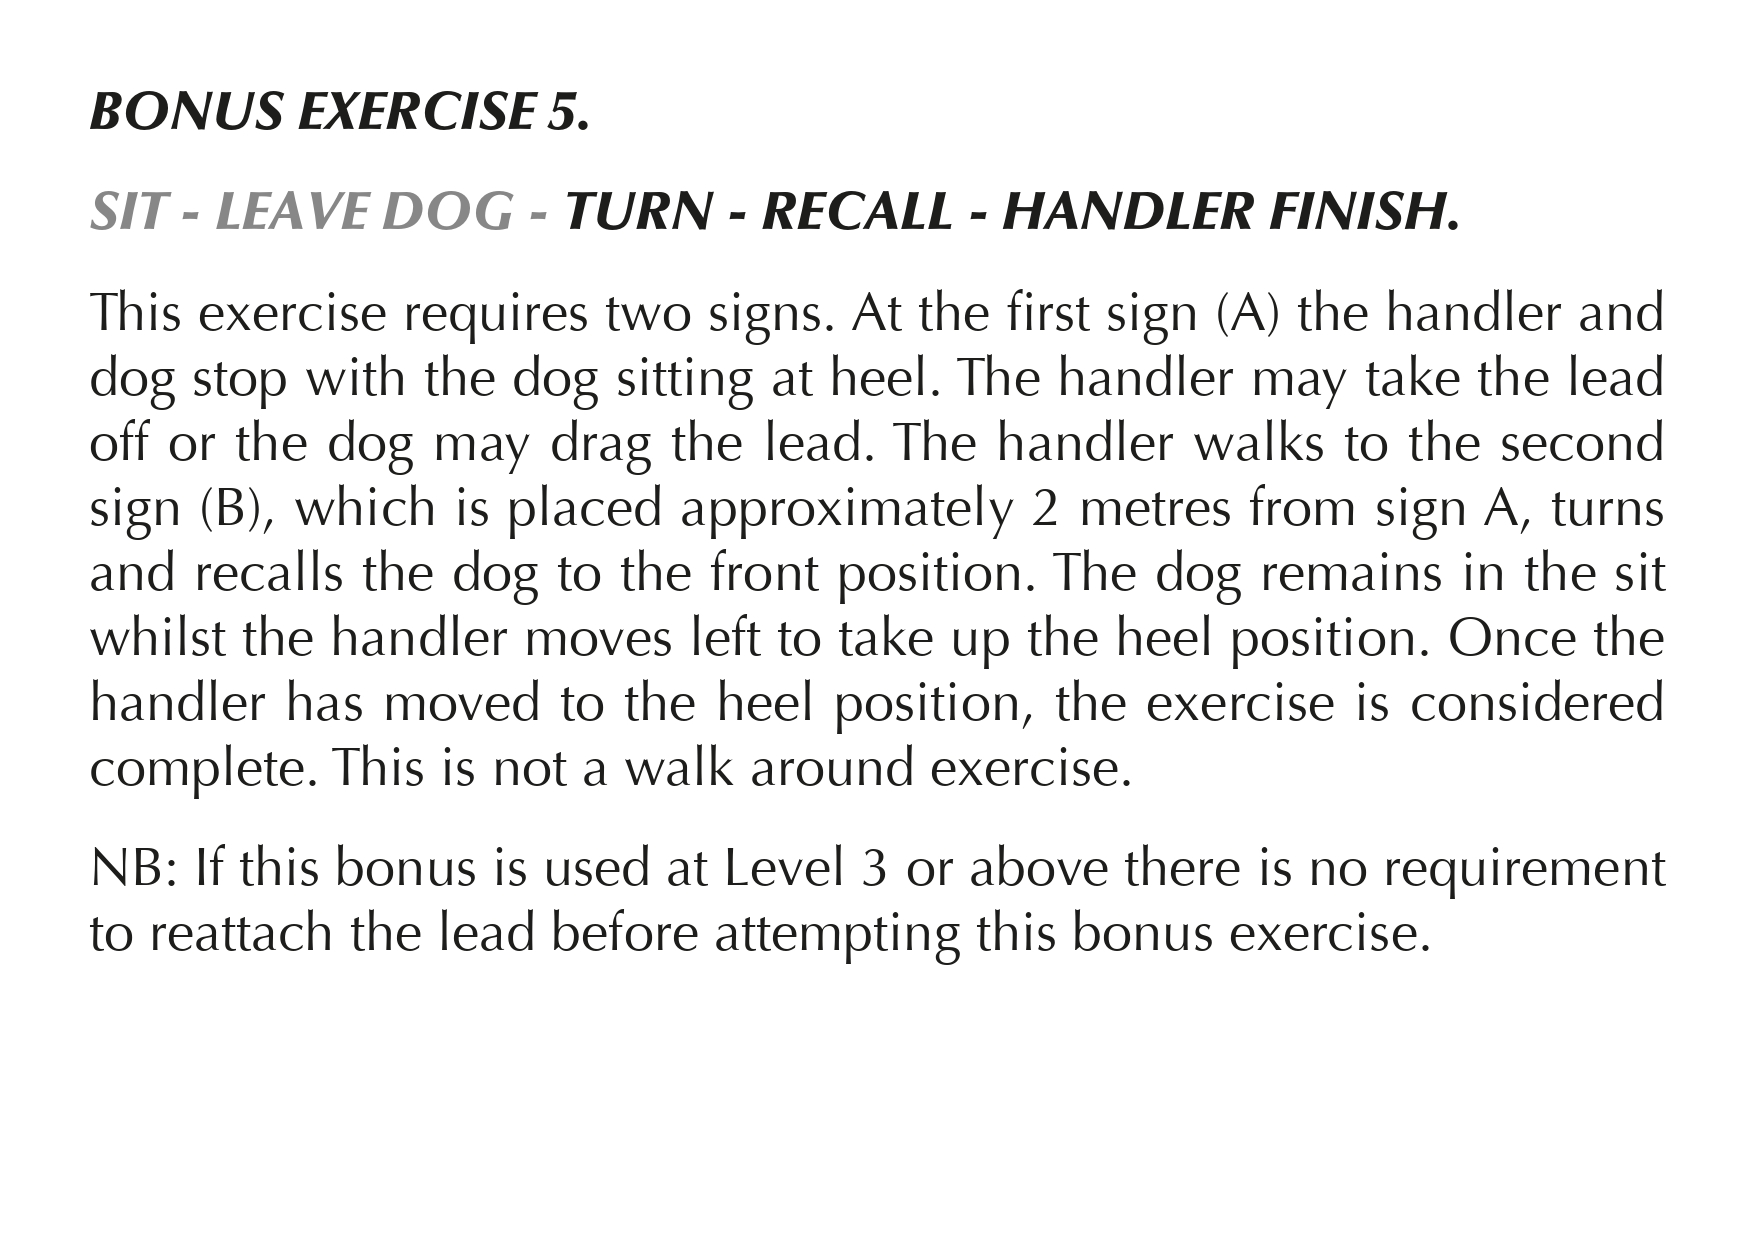 BONUS EXERCISE 5.
SIT - LEAVE DOG - TURN - RECALL - HANDLER FINISH.
This exercise requires two signs. At the first sign (A) the handler and
dog stop with the dog sitting at heel. The handler may take the lead
off or the dog may drag the lead. The handler walks to the second
sign (B), which is placed approximately 2 metres from sign A, turns
and recalls the dog to the front position. The dog remains in the sit
whilst the handler moves left to take up the heel position. Once the
handler has moved to the heel position, the exercise is considered
complete. This is not a walk around exercise.
NB: If this bonus is used at Level 3 or above there is no requirement
to reattach the lead before attempting this bonus exercise.